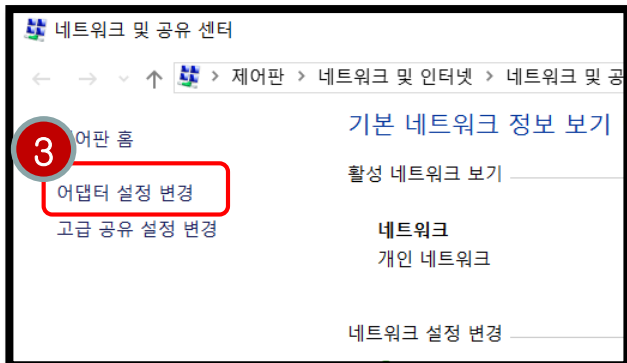 네트워크 및 공유 센터
제어판 > 네트워크 및 인터넷 > 네트워크 및 공
3
어판 홈
어댑터 설정 변경
고급 공유 설정 변경
기본 네트워크 정보 보기
활성 네트워크 보기
네트워크
개인 네트워크
네트워크 설정 변경